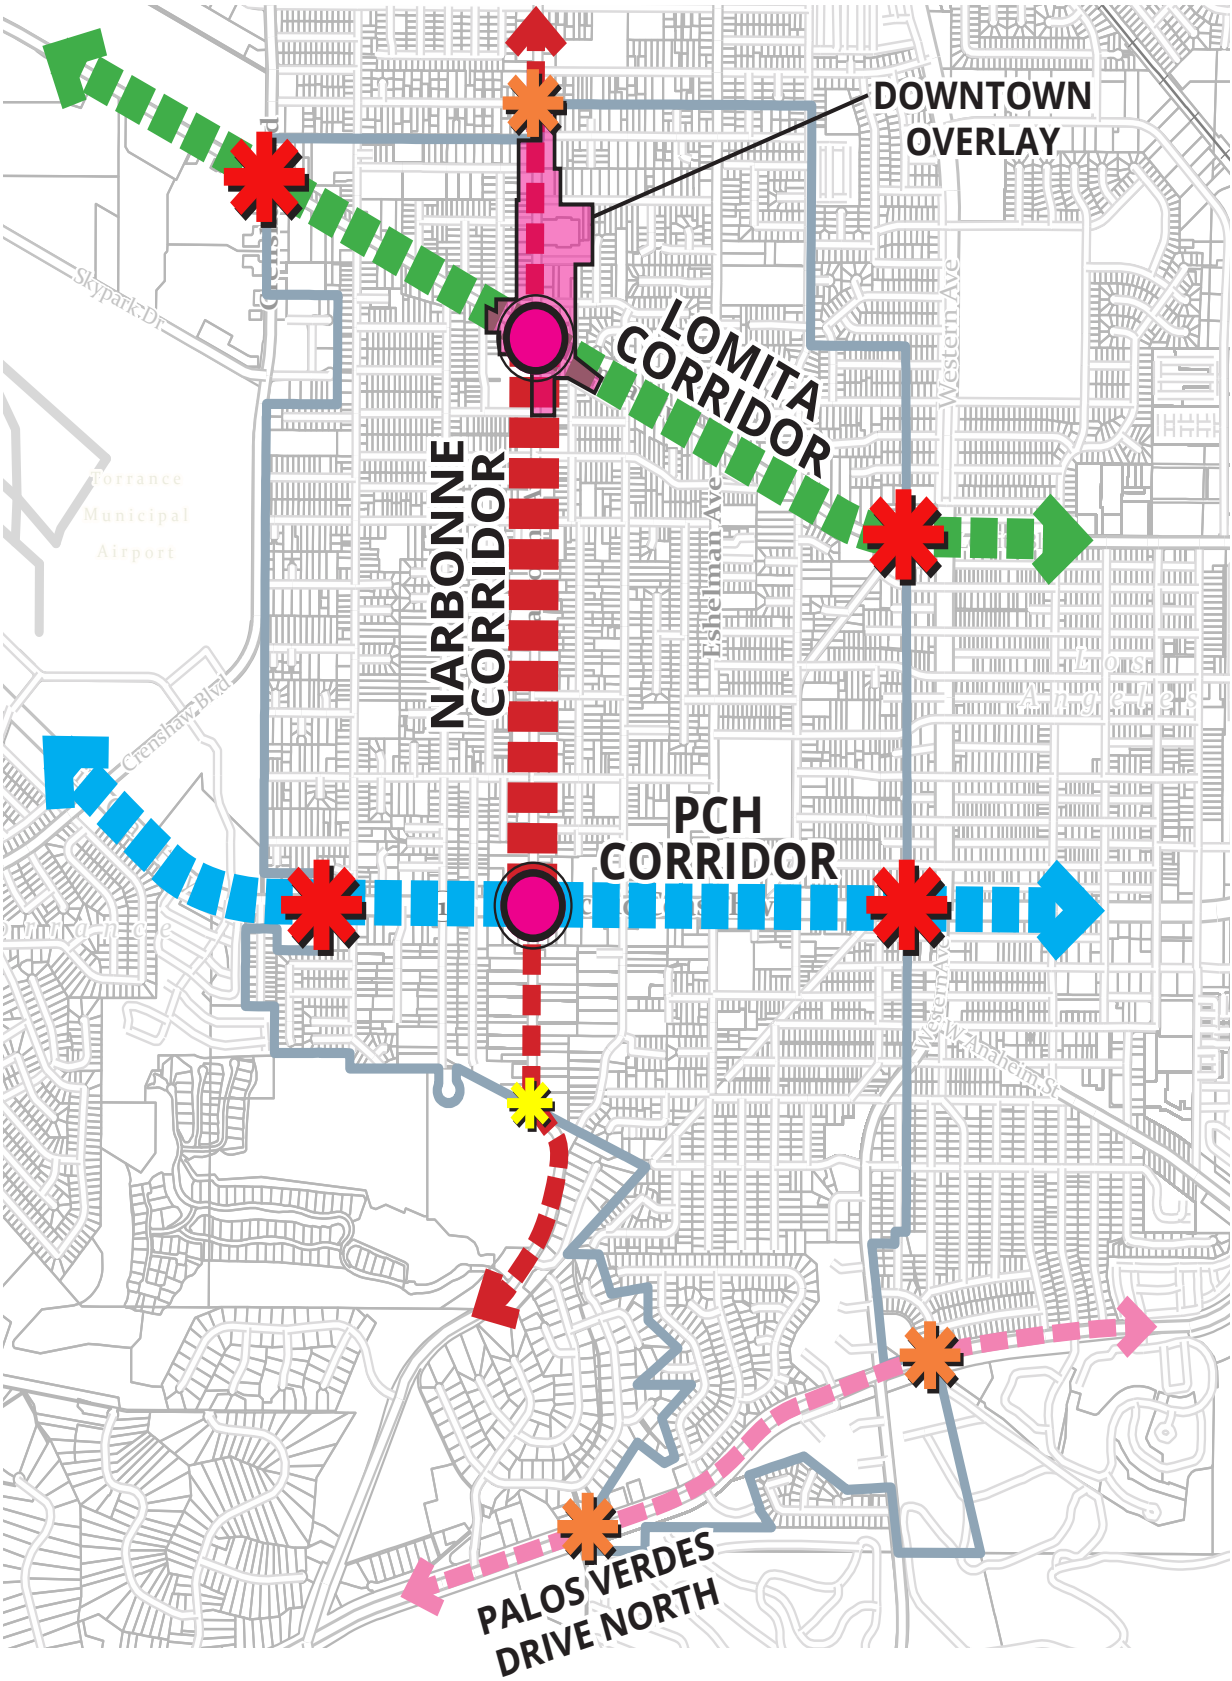 DOWNTOWN
OVERLAY
Skypark Dr
Western Ave
LOMITA
CORRIDOR
NARBONNE
CORRIDOR
Torrance
Municipal
Airport
Eshelman Ave
Los
Angeles
Crenshaw Blvd
PCH
CORRIDOR
Western Ave
W Anaheim St
PALOS VERDES
DRIVE NORTH